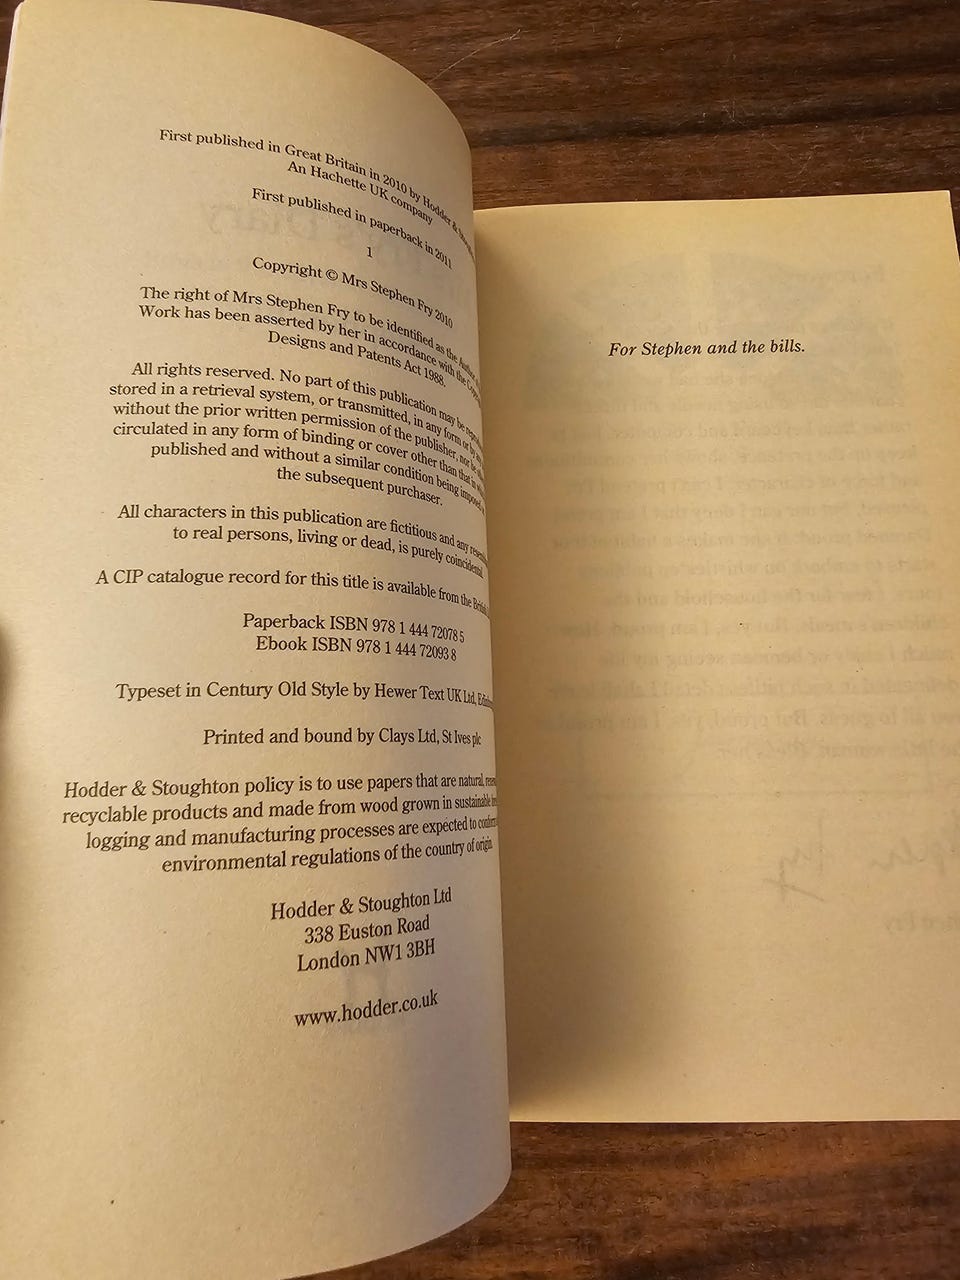 First published in Great Britain in 2010 by Hodder &
An Hachette UK company
First published in paperback in 2011
1
Copyright © Mrs Stephen Fry 2010
The right of Mrs Stephen Fry to be identified as the Author
Work has been asserted by her in accordance with the
Designs and Patents Act 1988.
All rights reserved. No part of this publication may be
stored in a retrieval system, or transmitted, in any form or by
without the prior written permission of the publisher, nor be
circulated in any form of binding or cover other than that in
published and without a similar condition being imposed
the subsequent purchaser.
All characters in this publication are fictitious and any
to real persons, living or dead, is purely coincidental.
A CIP catalogue record for this title is available from the British
Paperback ISBN 978 1 444 72078 5
Ebook ISBN 978 1 444 72093 8
Typeset in Century Old Style by Hewer Text UK Ltd,
Printed and bound by Clays Ltd, St Ives plc
Hodder & Stoughton policy is to use papers that are natural,
recyclable products and made from wood grown in sustainable
logging and manufacturing processes are expected to
environmental regulations of the country of origin.
Hodder & Stoughton Ltd
338 Euston Road
London NW1 3BH
www.hodder.co.uk
For Stephen and the bills.